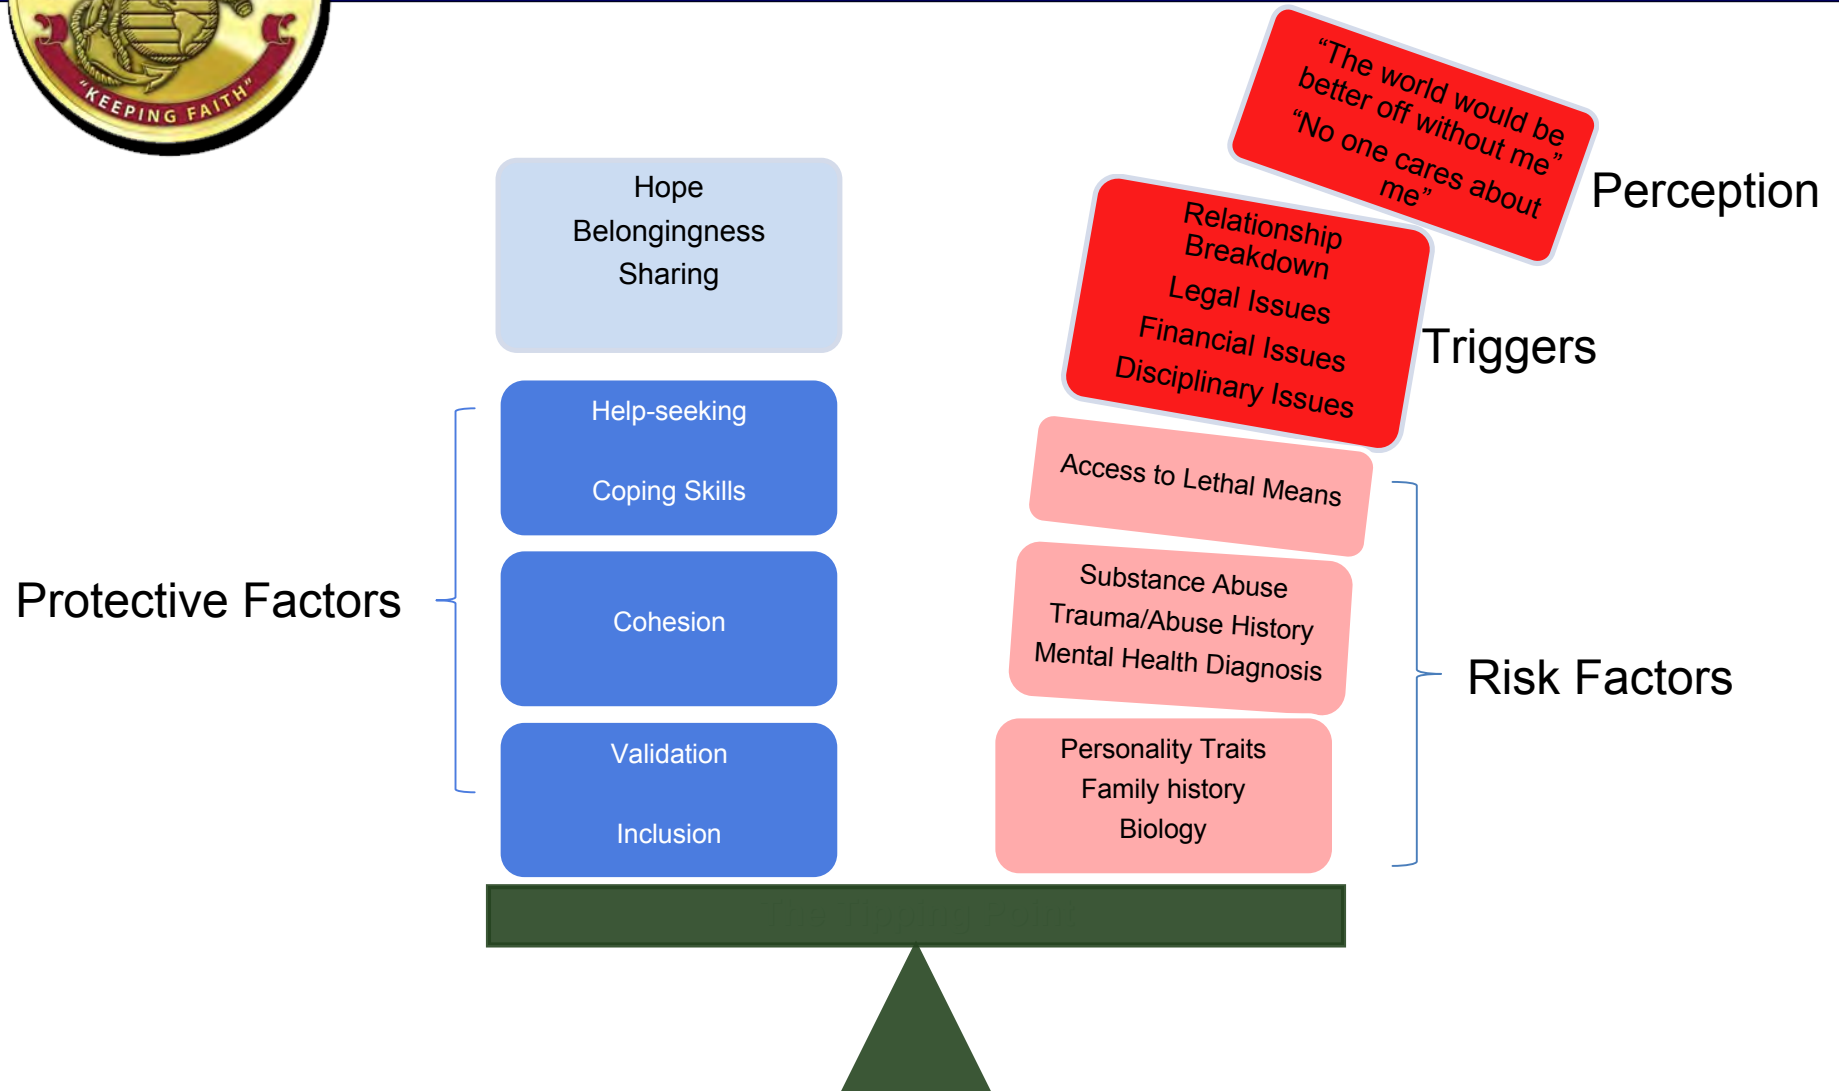 "KEEPING FAITH"
“The world would be
better off without me”
“No one cares about
me”
Perception
Hope
Belongingness
Sharing
Relationship
Breakdown
Legal Issues
Financial Issues
Disciplinary Issues
Triggers
Help-seeking
Coping Skills
Access to Lethal Means
Protective Factors
Cohesion
Substance Abuse
Trauma/Abuse History
Mental Health Diagnosis
Risk Factors
Validation
Inclusion
Personality Traits
Family history
Biology